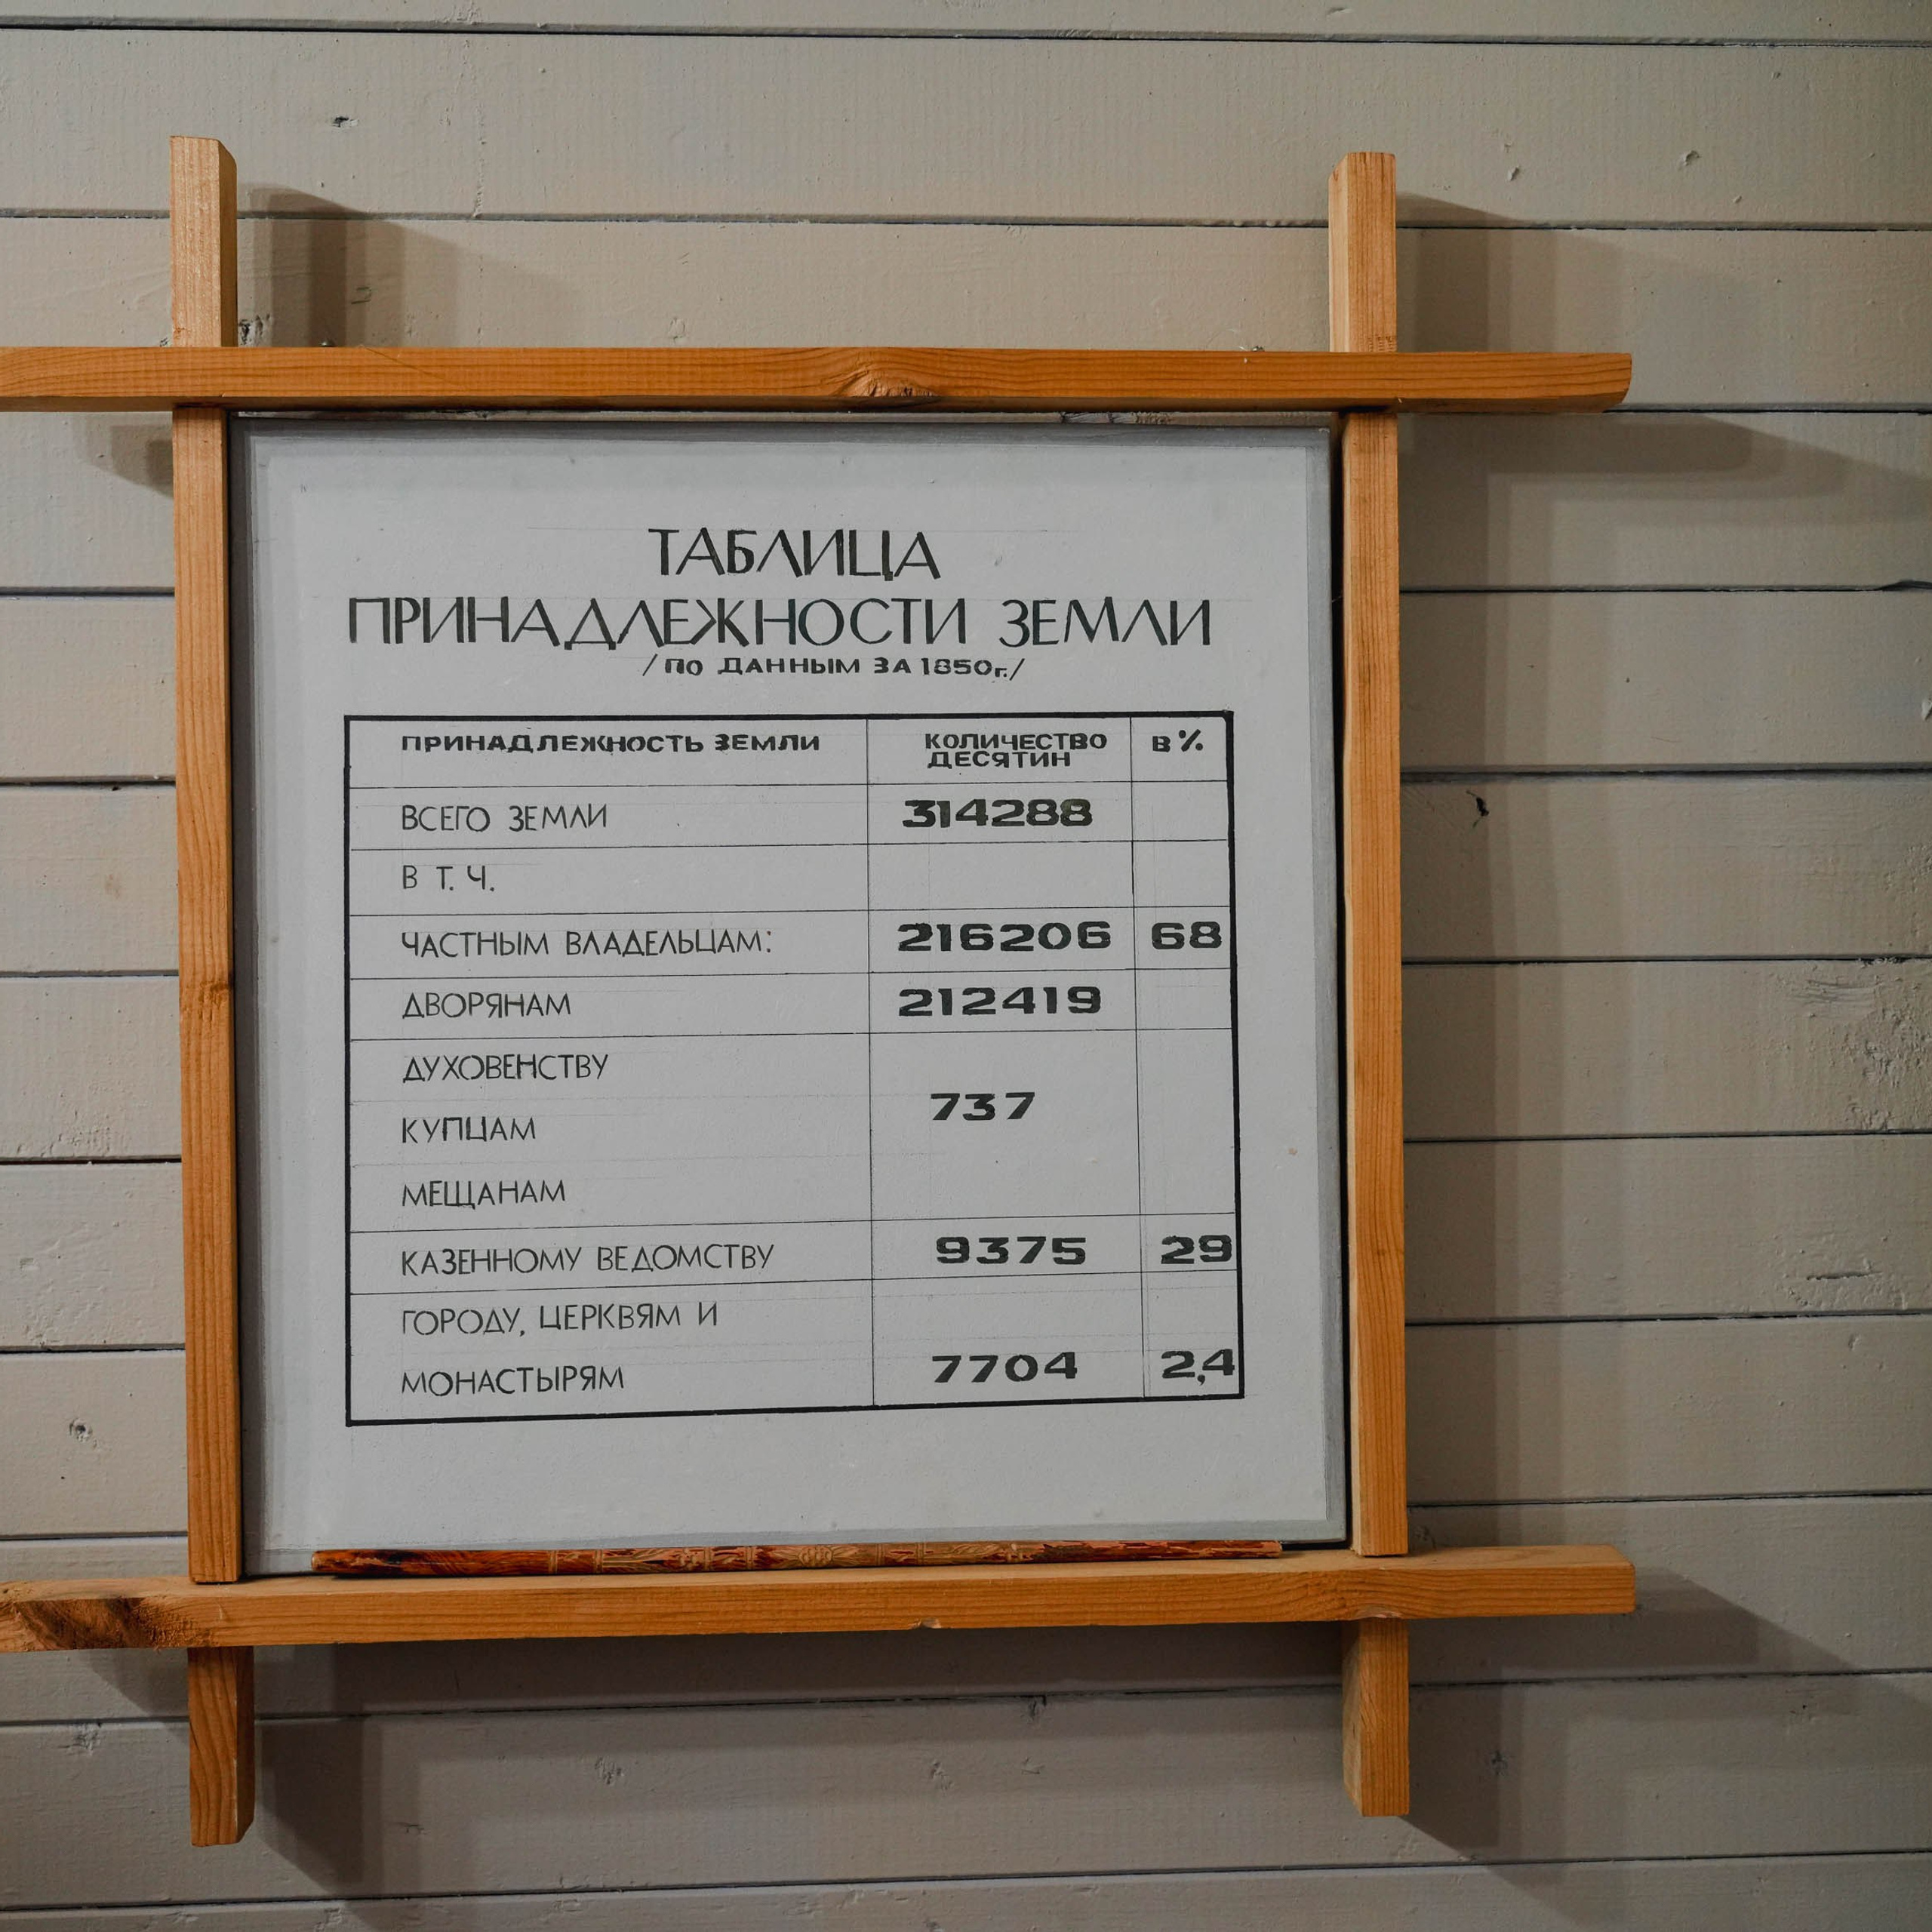 ТАБЛИЦА
ПРИНАДЛЕЖНОСТИ ЗЕМЛИ
/ПО ДАННЫМ ЗА 1850г./
ПРИНАДЛЕЖНОСТЬ ЗЕМЛИ КОЛИЧЕСТВО ДЕСЯТИН В %
ВСЕГО ЗЕМЛИ 314288
В Т. Ч.
ЧАСТНЫМ ВЛАДЕЛЬЦАМ: 216206 68
ДВОРЯНАМ 212419
ДУХОВЕНСТВУ
КУПЦАМ 737
МЕЩАНАМ
КАЗЕННОМУ ВЕДОМСТВУ 9375 29
ГОРОДУ, ЦЕРКВЯМ И
МОНАСТЫРЯМ 7704 2,4